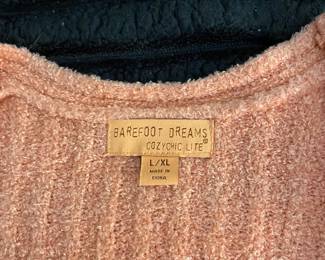 BAREFOOT DREAMS®
COZYCHIC LITE®
L/XL
MADE IN
CHINA